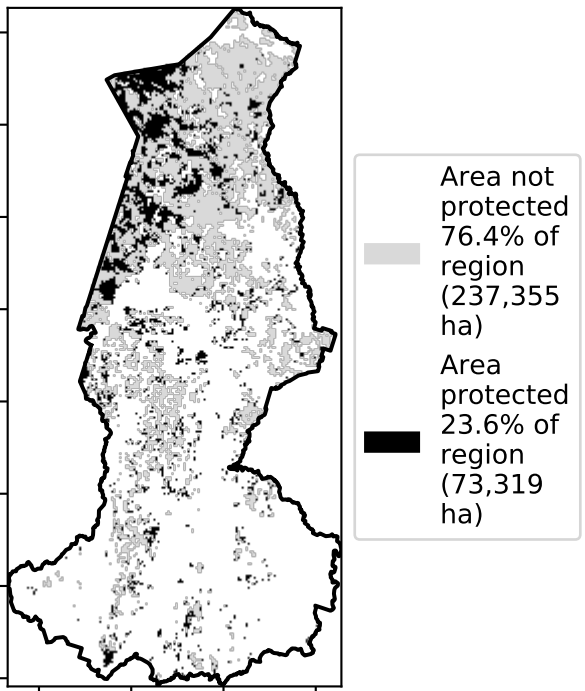 Area not
protected
76.4% of
region
(237,355
ha)
Area
protected
23.6% of
region
(73,319
ha)